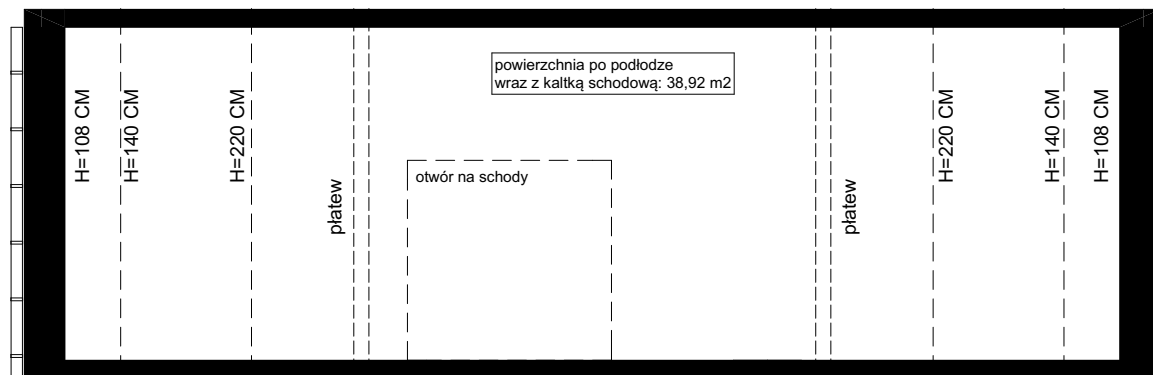 powierzchnia po podłodze
wraz z kaltką schodową: 38,92 m2
H=108 CM
H=140 CM
H=220 CM
płatew
otwór na schody
płatew
H=220 CM
H=140 CM
H=108 CM